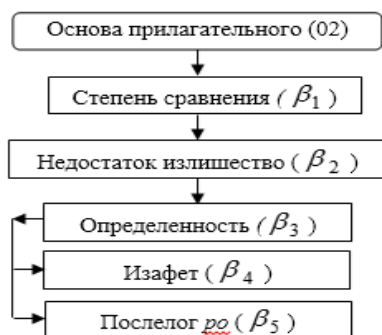 Основа прилагательного (02)
Степень сравнения (β₁)
Недостаток излишество (β₂)
Определенность (β₃)
Изафет (β₄)
Послелог ро (β₅)